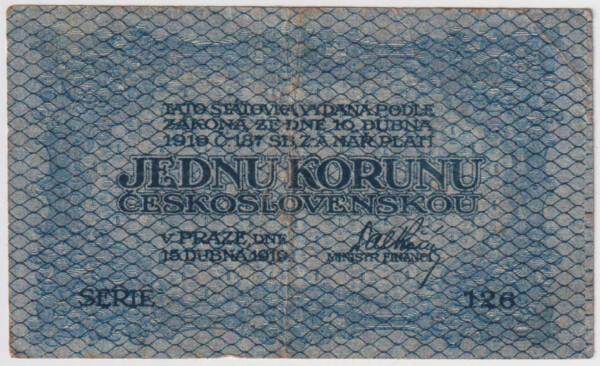 TATO STÁTOVKA VYDANÁ PODLE
ZÁKONA ZE DNE 10. DUBNA
1919 Č. 187 SB. Z. A NAŘ. PLATÍ
JEDNU KORUNU
ČESKOSLOVENSKOU
V PRAZE, DNE
15. DUBNA 1919.
MINISTR FINANCÍ
SERIE 126